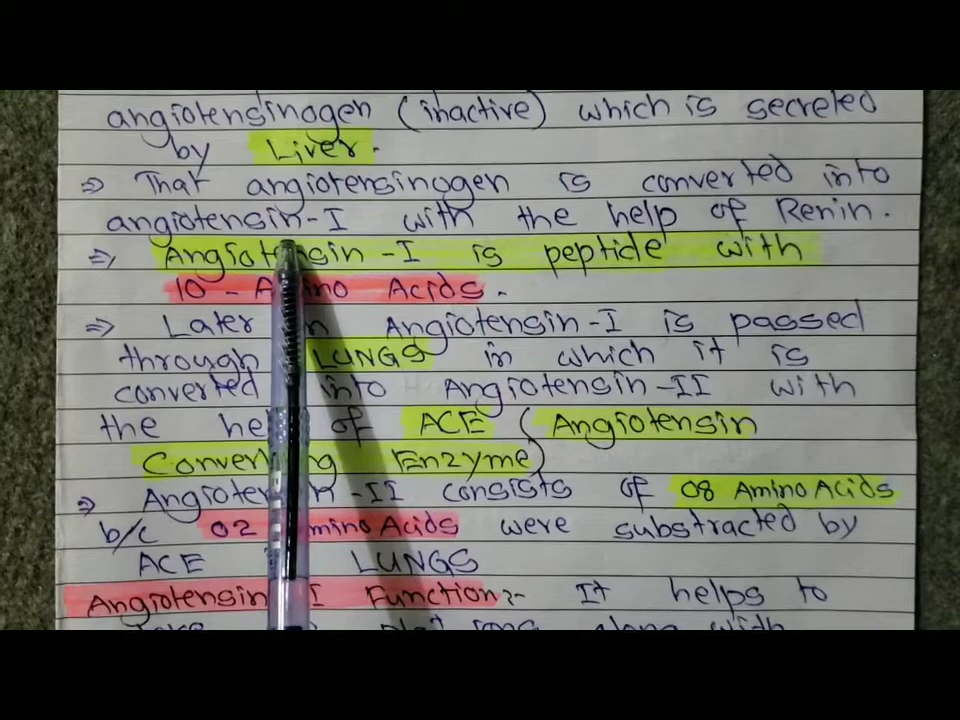 angiotensinogen (inactive) which is secreted
by Liver.
⇒ That angiotensinogen is converted into
angiotensin-I with the help of Renin.
⇒ Angiotensin-I is peptide with
10-Amino Acids.
⇒ Later Angiotensin-I is passed
through LUNGS in which it is
converted into Angiotensin-II with
the help of ACE (Angiotensin
Converting Enzyme)
⇒ Angiotensin-II consists of 08 Amino Acids
b/c 02 Amino Acids were substracted by
ACE LUNGS
Angiotensin Function:- It helps to
along with